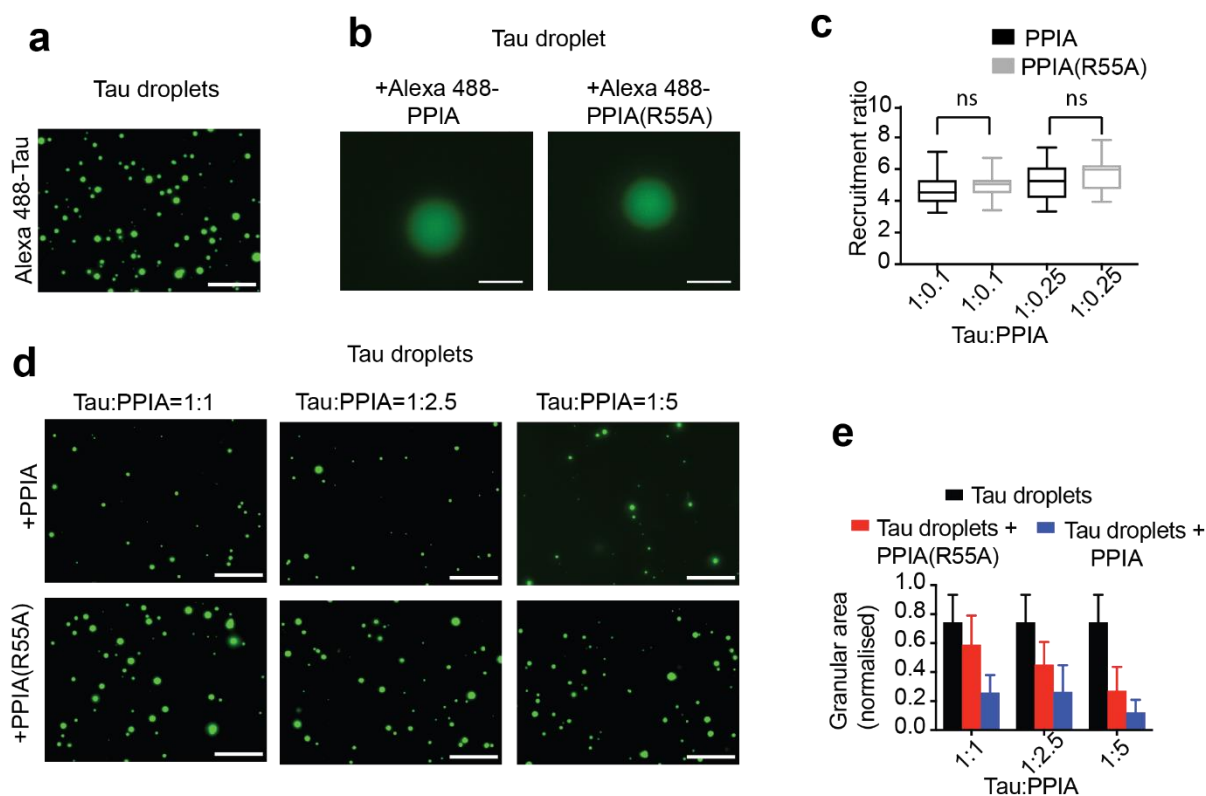 a
Tau droplets
Alexa 488-Tau
b
Tau droplet
+Alexa 488-
PPIA
+Alexa 488-
PPIA(R55A)
c
PPIA
PPIA(R55A)
ns
ns
Recruitment ratio
10
8
6
4
2
0
1:0.1
1:0.1
1:0.25
1:0.25
Tau:PPIA
d
Tau droplets
Tau:PPIA=1:1
Tau:PPIA=1:2.5
Tau:PPIA=1:5
+PPIA
+PPIA(R55A)
e
Tau droplets
Tau droplets +
PPIA(R55A)
Tau droplets +
PPIA
Granular area
(normalised)
1.0
0.8
0.6
0.4
0.2
0.0
1:1
1:2.5
1:5
Tau:PPIA